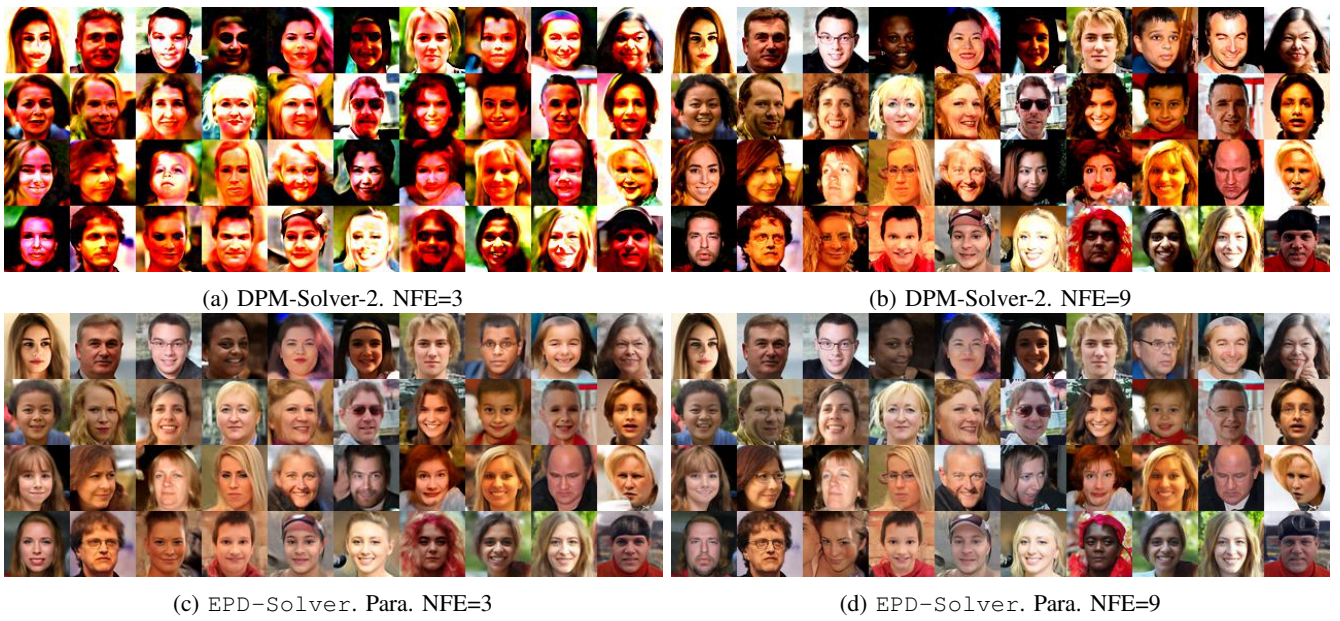 (a) DPM-Solver-2. NFE=3
(b) DPM-Solver-2. NFE=9
(c) EPD-Solver. Para. NFE=3
(d) EPD-Solver. Para. NFE=9